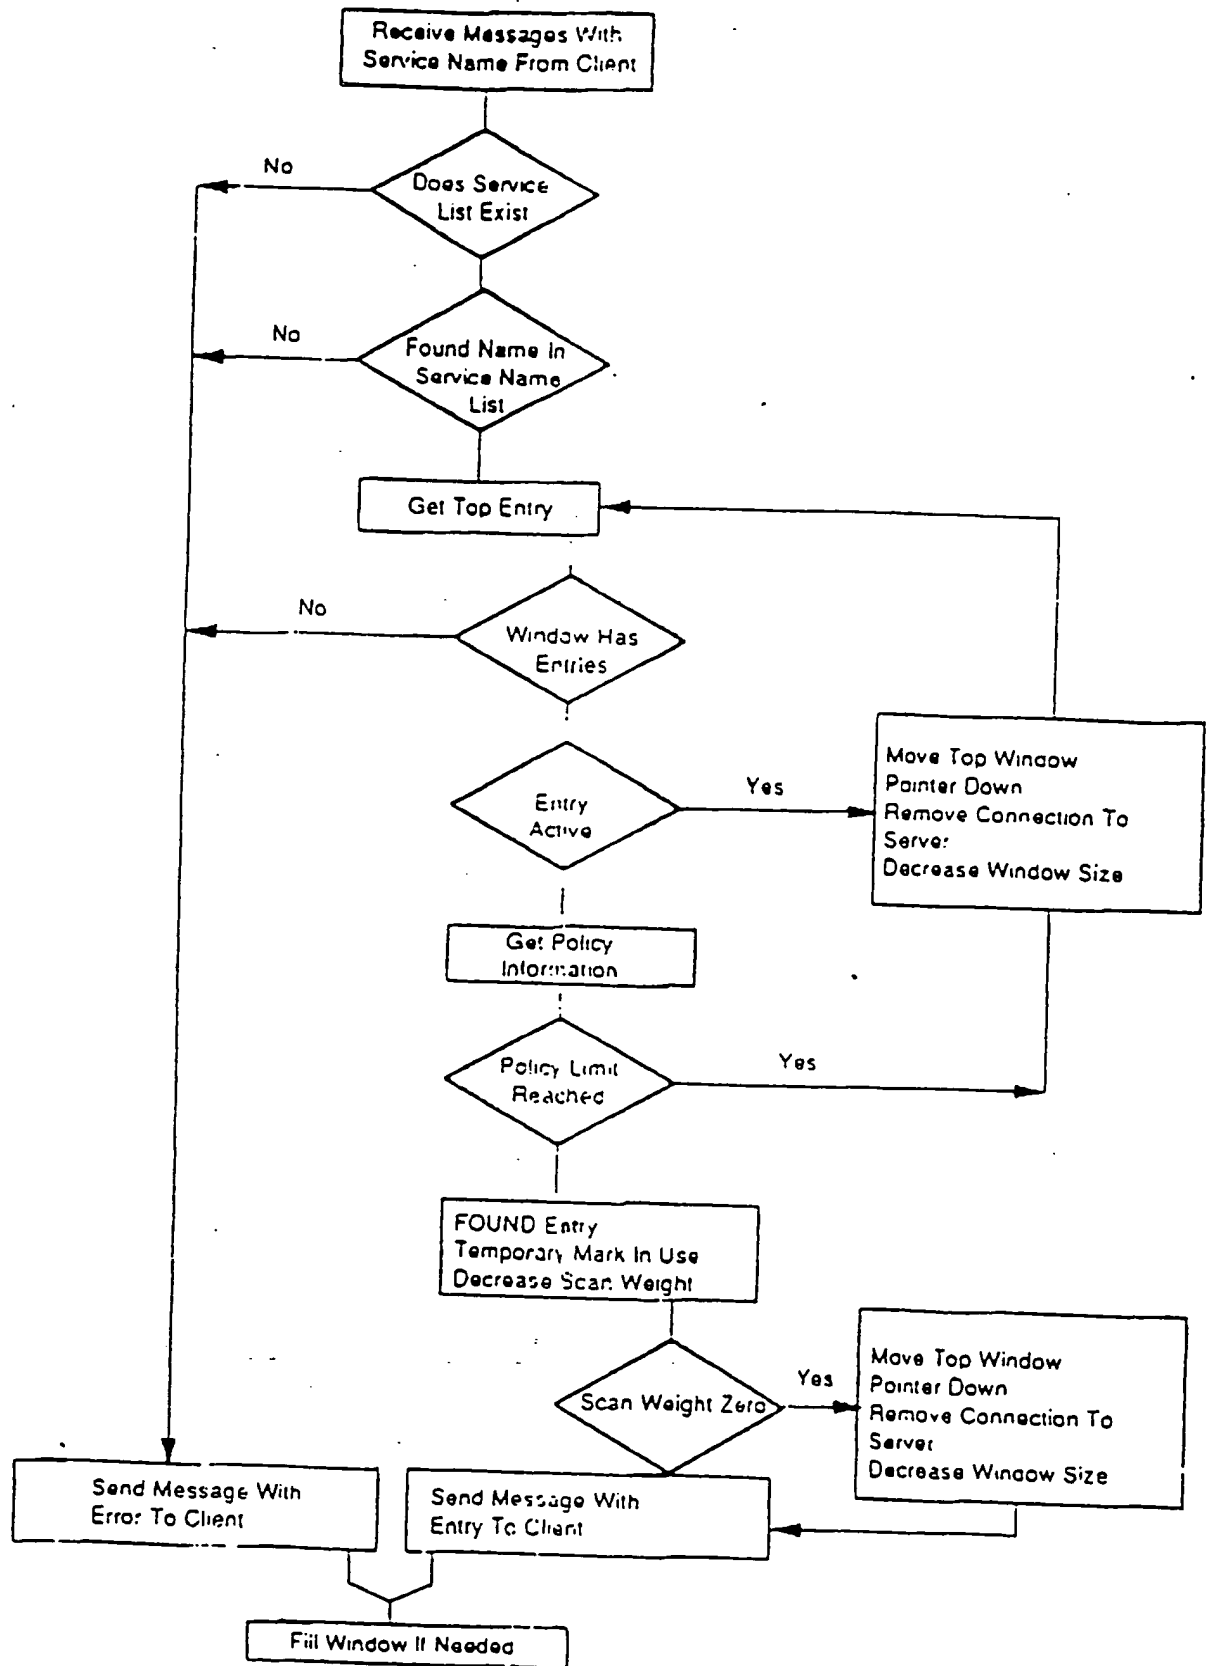 Receive Messages With
Service Name From Client
No
Does Service
List Exist
No
Found Name In
Service Name
List
Get Top Entry
No
Window Has
Entries
Entry
Active
Yes
Move Top Window
Pointer Down
Remove Connection To
Server
Decrease Window Size
Get Policy
Information
Policy Limit
Reached
Yes
FOUND Entry
Temporary Mark In Use
Decrease Scan Weight
Scan Weight Zero
Yes
Move Top Window
Pointer Down
Remove Connection To
Server
Decrease Window Size
Send Message With
Error To Client
Send Message With
Entry To Client
Fill Window If Needed